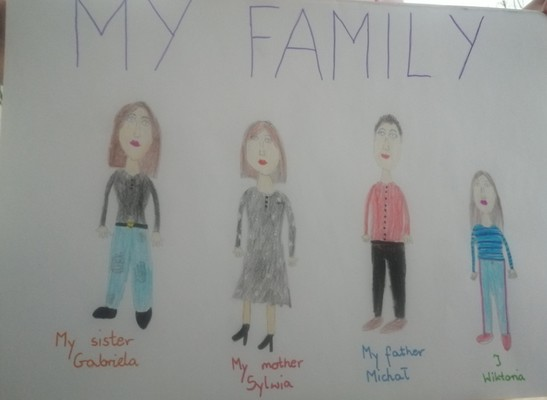 MY FAMILY
My sister
Gabriela
My mother
Sylwia
My father
Michał
I
Wiktoria